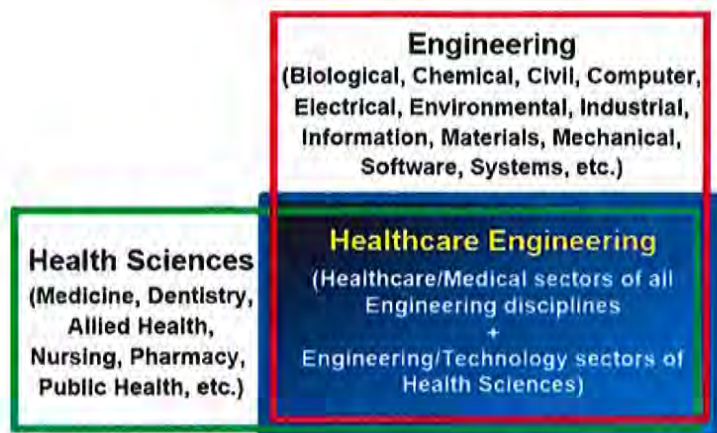 Engineering
(Biological, Chemical, Civil, Computer,
Electrical, Environmental, Industrial,
Information, Materials, Mechanical,
Software, Systems, etc.)
Health Sciences
(Medicine, Dentistry,
Allied Health,
Nursing, Pharmacy,
Public Health, etc.)
Healthcare Engineering
(Healthcare/Medical sectors of all
Engineering disciplines
+
Engineering/Technology sectors of
Health Sciences)